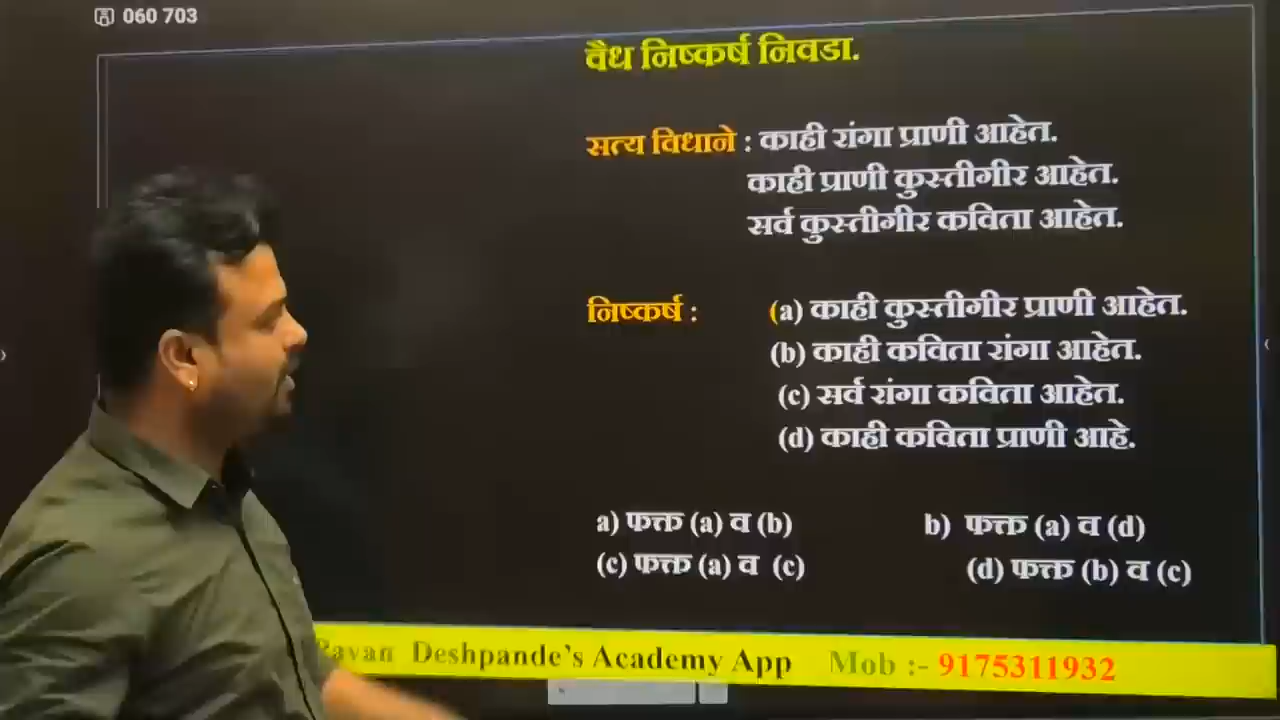 060 703
वैध निष्कर्ष निवडा.
सत्य विधाने : काही रांगा प्राणी आहेत.
काही प्राणी कुस्तीगीर आहेत.
सर्व कुस्तीगीर कविता आहेत.
निष्कर्ष : (a) काही कुस्तीगीर प्राणी आहेत.
(b) काही कविता रांगा आहेत.
(c) सर्व रांगा कविता आहेत.
(d) काही कविता प्राणी आहे.
a) फक्त (a) व (b) b) फक्त (a) व (d)
(c) फक्त (a) व (c) (d) फक्त (b) व (c)
Pavan Deshpande’s Academy App Mob :- 9175311932